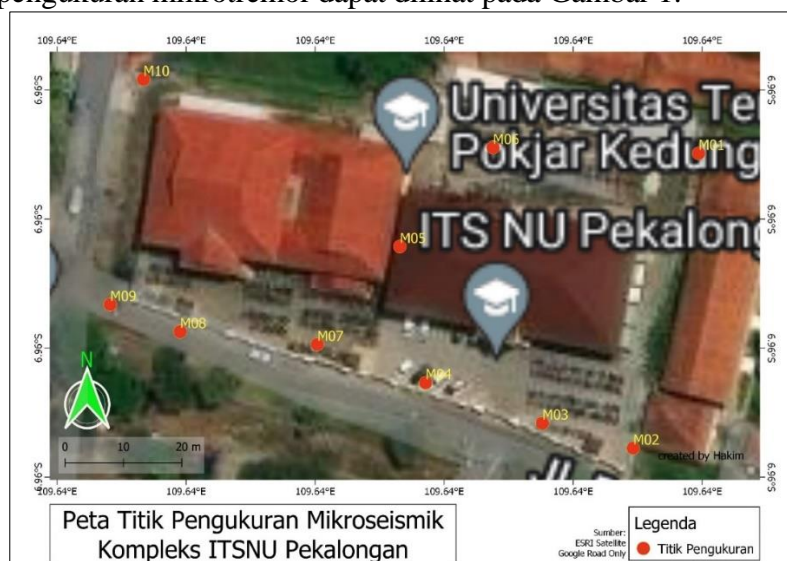 pengukuran mikrotremor dapat dilihat pada Gambar 1.
109.64°E 109.64°E 109.64°E 109.64°E 109.64°E 109.64°E
6.96°S 6.96°S
M10
Universitas Te
M06 M01
Pokjar Kedung
6.96°S 6.96°S
ITS NU Pekalong
M05
M09
M08
M07
6.96°S 6.96°S
M04
N
M03
0 10 20 m
M02
created by Hakim
6.96°S 6.96°S
109.64°E 109.64°E 109.64°E 109.64°E 109.64°E 109.64°E
Peta Titik Pengukuran Mikroseismik
Kompleks ITSNU Pekalongan
Sumber:
ESRI Satellite
Google Road Only
Legenda
Titik Pengukuran